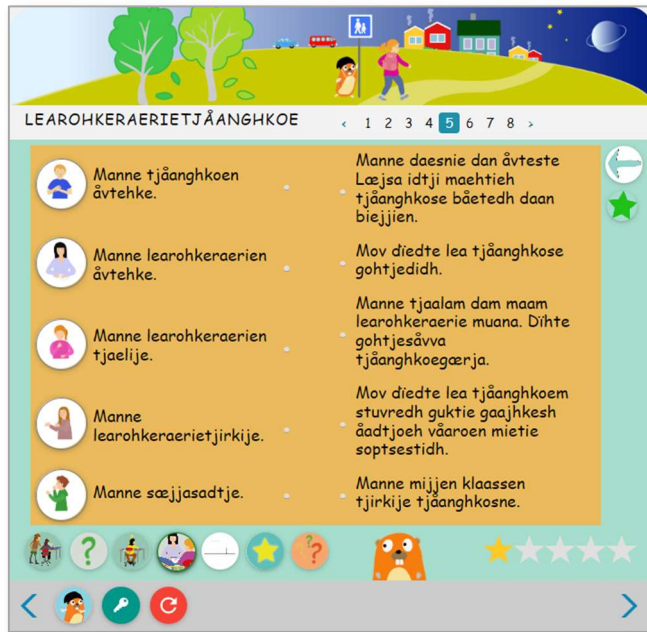 LEAROHKERAERIETJÅANGHKOE
‹ 1 2 3 4 5 6 7 8 ›
Manne tjåanghkoen
åvtehke.
Manne daesnie dan åvteste
Læjsa idtji maehtieh
tjåanghkose båetedh daan
biejjien.
Manne learohkeraerien
åvtehke.
Mov dïedte lea tjåanghkose
gohtjedidh.
Manne learohkeraerien
tjaelije.
Manne tjaalam dam maam
learohkeraerie muana. Dïhte
gohtjesåvva
tjåanghkoegærja.
Manne
learohkeraerietjirkije.
Mov dïedte lea tjåanghkoem
stuvredh guktie gaajhkesh
åadtjoeh våaroen mietie
soptsestidh.
Manne sæjjasadtje.
Manne mijjen klaassen
tjirkije tjåanghkosne.